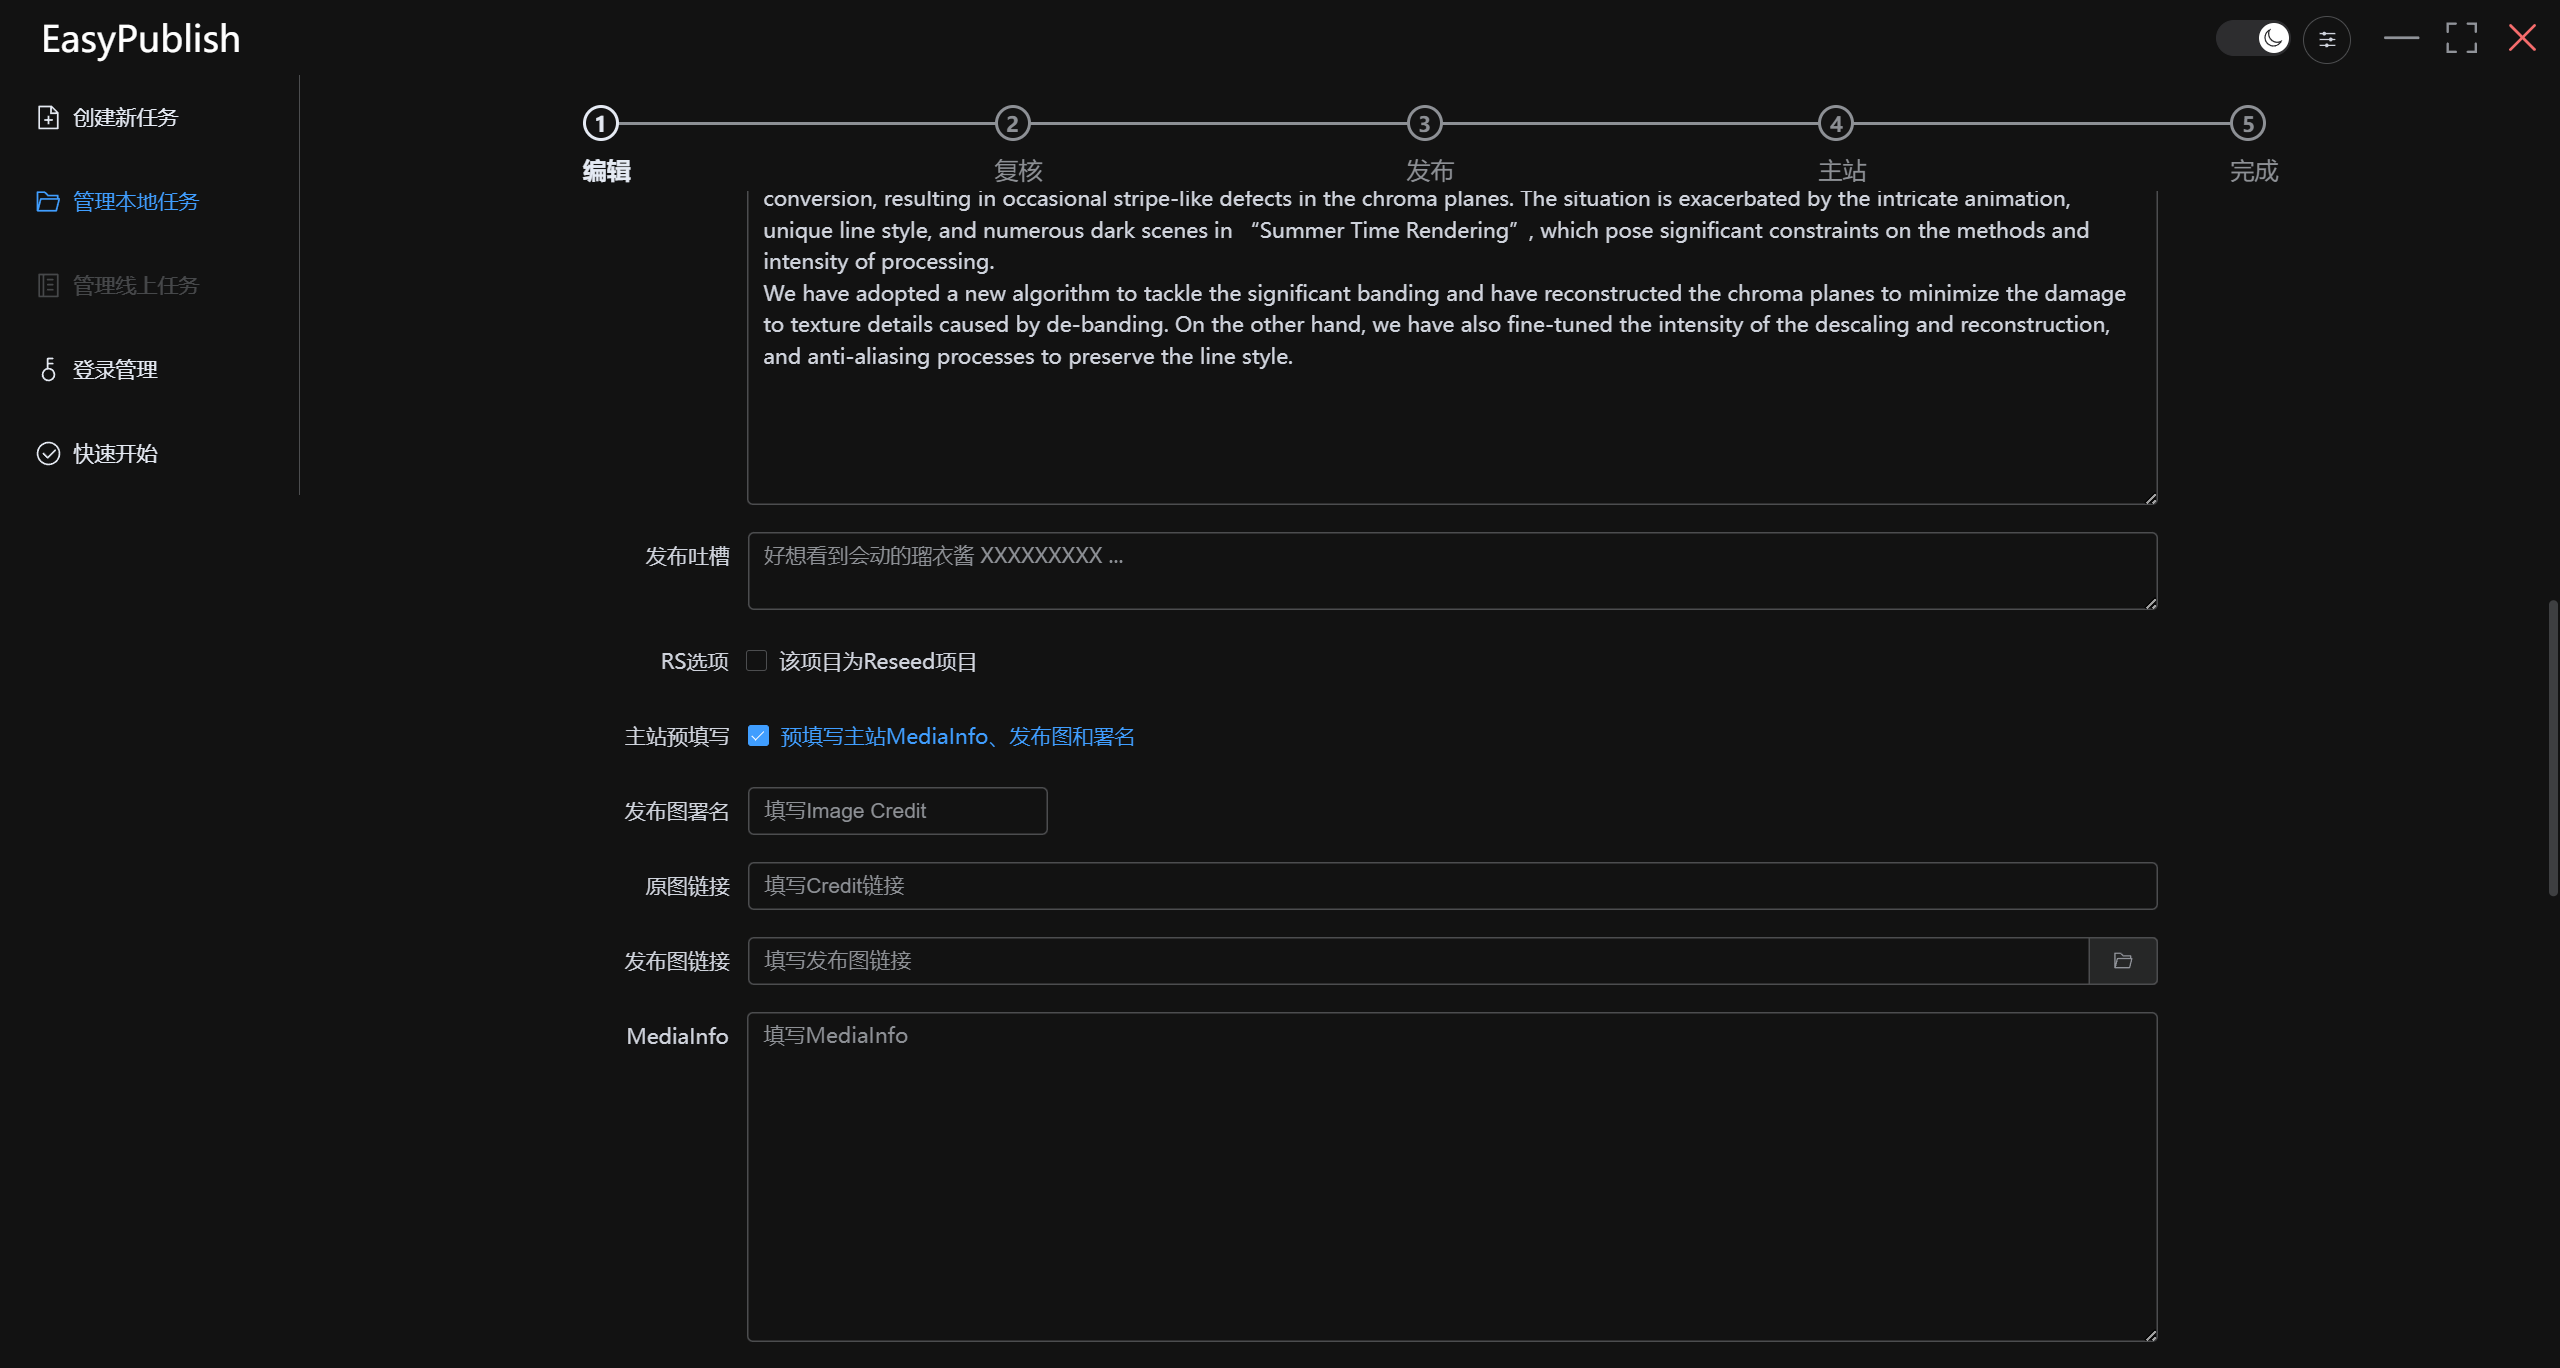 EasyPublish
创建新任务
管理本地任务
管理线上任务
登录管理
快速开始
1 2 3 4 5
编辑 复核 发布 主站 完成
conversion, resulting in occasional stripe-like defects in the chroma planes. The situation is exacerbated by the intricate animation,
unique line style, and numerous dark scenes in “Summer Time Rendering”, which pose significant constraints on the methods and
intensity of processing.
We have adopted a new algorithm to tackle the significant banding and have reconstructed the chroma planes to minimize the damage
to texture details caused by de-banding. On the other hand, we have also fine-tuned the intensity of the descaling and reconstruction,
and anti-aliasing processes to preserve the line style.
发布吐槽 好想看到会动的瑠衣酱 XXXXXXXXX ...
RS选项 该项目为Reseed项目
主站预填写 预填写主站MediaInfo、发布图和署名
发布图署名 填写Image Credit
原图链接 填写Credit链接
发布图链接 填写发布图链接
MediaInfo 填写MediaInfo